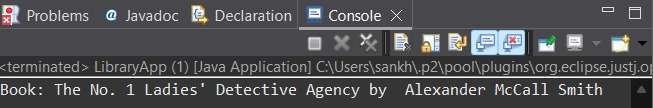 Problems @ Javadoc Declaration Console
<terminated> LibraryApp (1) [Java Application] C:\Users\sankh\.p2\pool\plugins\org.eclipse.justj.op
Book: The No. 1 Ladies' Detective Agency by  Alexander McCall Smith